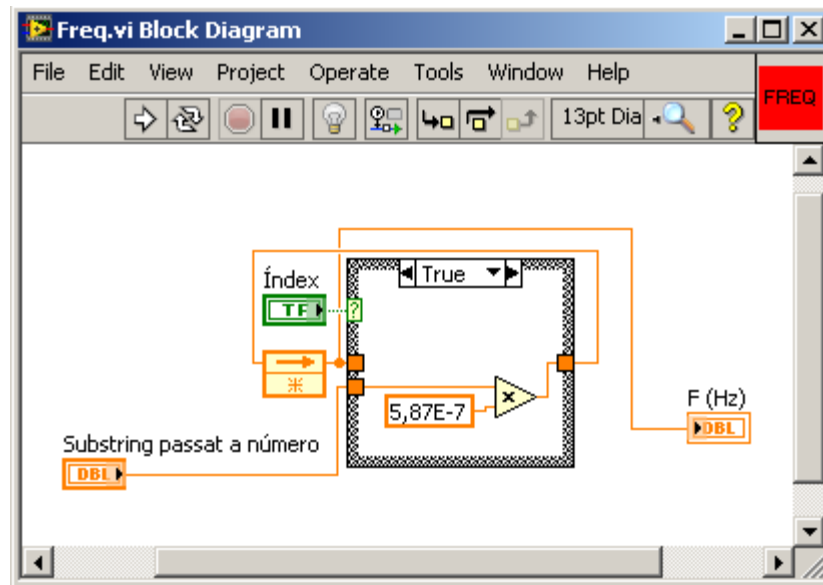 Freq.vi Block Diagram
File Edit View Project Operate Tools Window Help
FREQ
13pt Dia
?
True
Índex
TF
?
×
5,87E-7
F (Hz)
DBL
Substring passat a número
DBL